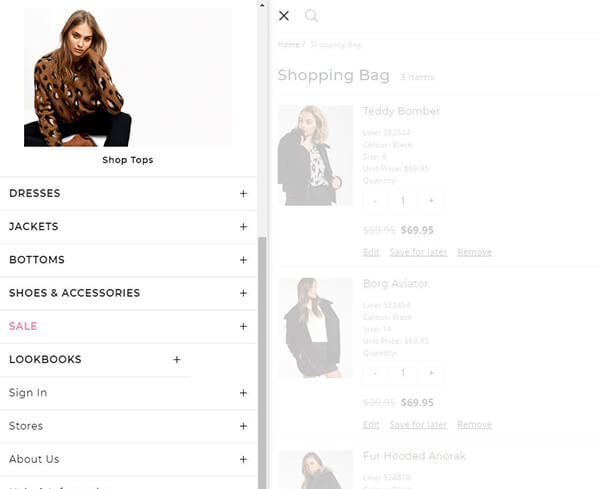 Shop Tops
DRESSES +
JACKETS +
BOTTOMS +
SHOES & ACCESSORIES +
SALE +
LOOKBOOKS +
Sign In +
Stores +
About Us +
Home / Shopping Bag
Shopping Bag 3 Items
Teddy Bomber
Line: 582544
Colour: Black
Size: 6
Unit Price: $69.95
Quantity:
- 1 +
$89.95 $69.95
Edit Save for later Remove
Borg Aviator
Line: 582454
Colour: Black
Size: 14
Unit Price: $69.95
Quantity:
- 1 +
$99.95 $69.95
Edit Save for later Remove
Fur Hooded Anorak
Line: 524870
Colour: Black